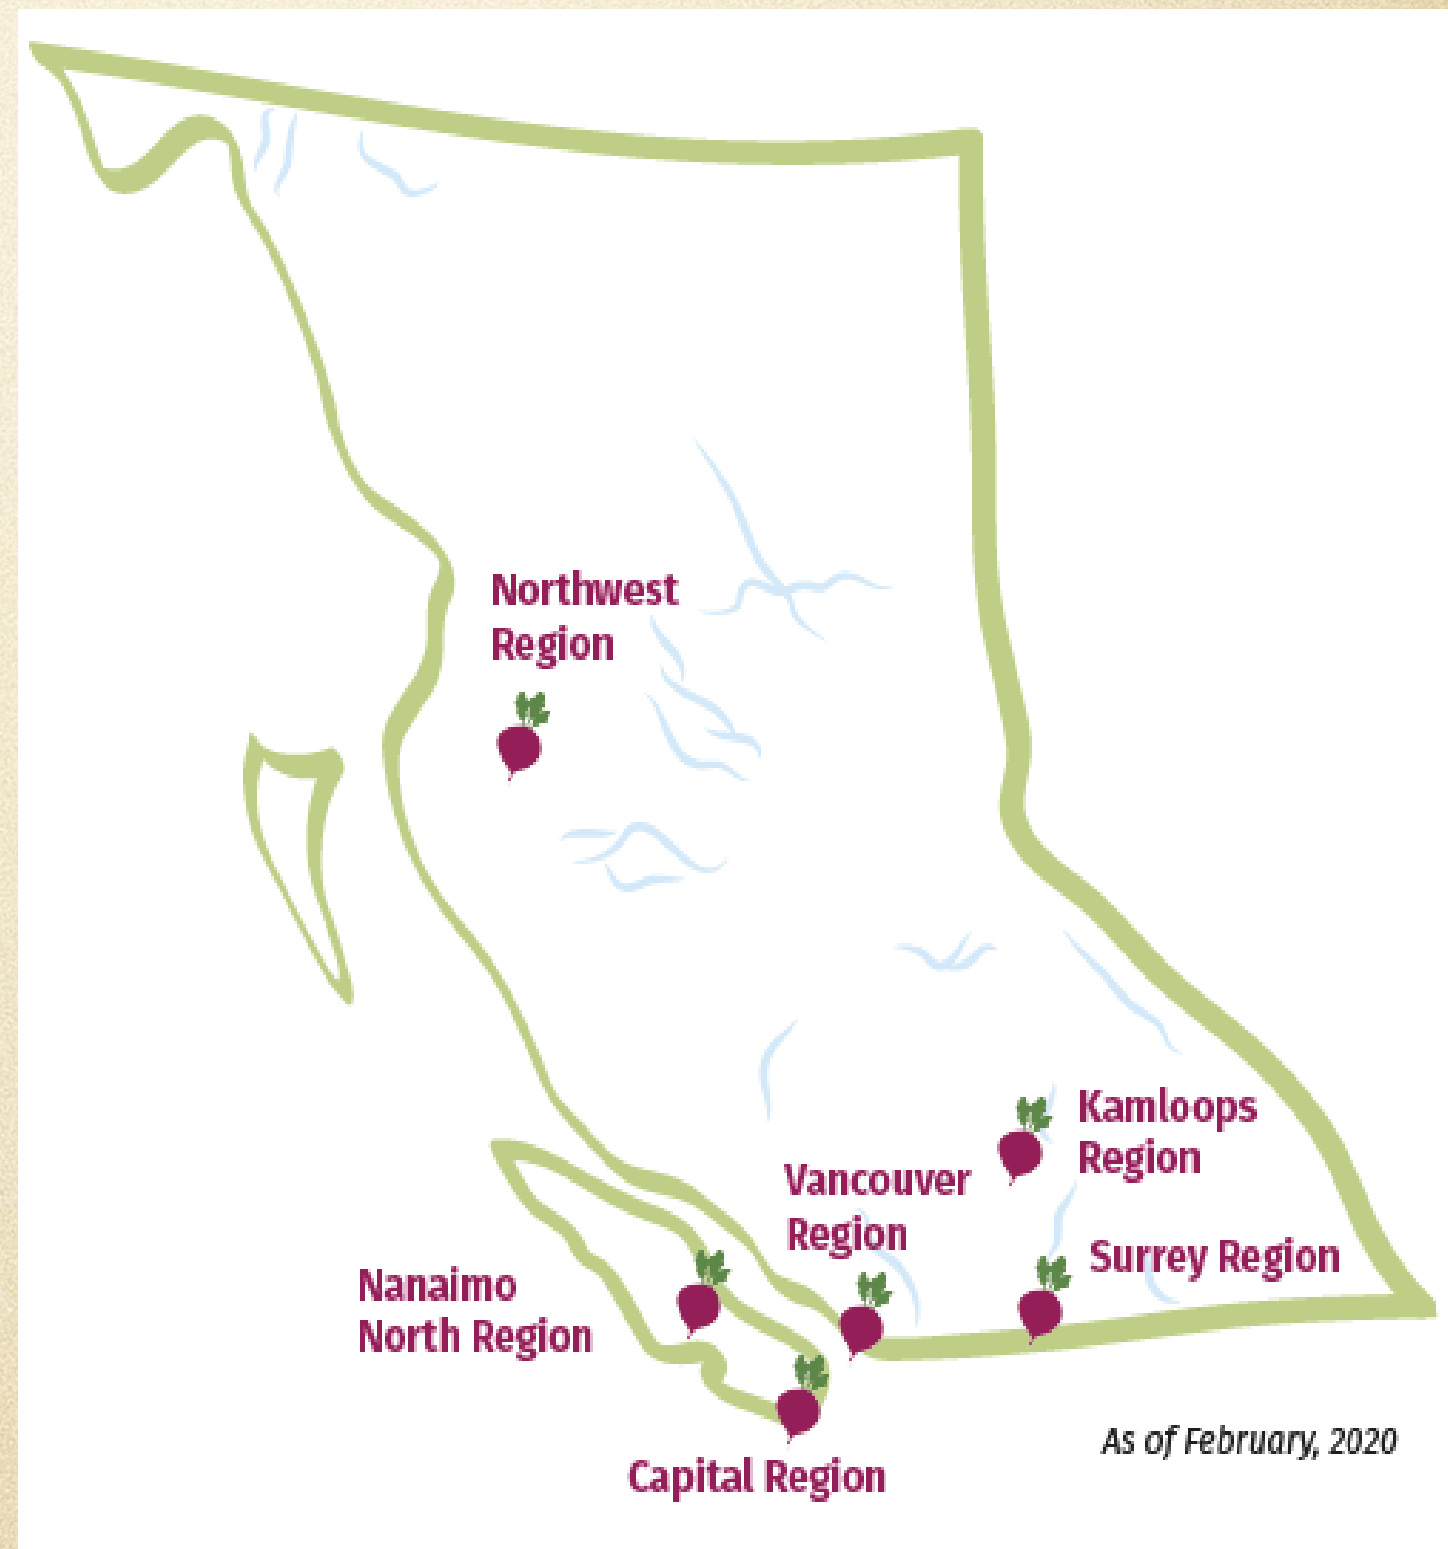 Northwest
Region
Kamloops
Region
Vancouver
Region
Surrey Region
Nanaimo
North Region
As of February, 2020
Capital Region